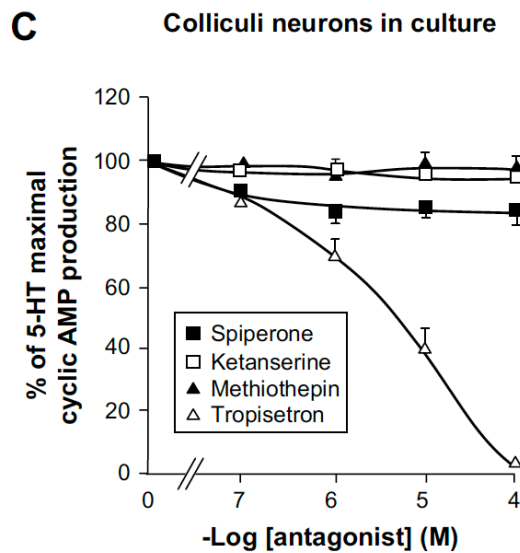 C
Colliculi neurons in culture
% of 5-HT maximal
cyclic AMP production
120
100
80
60
40
20
0
Spiperone
Ketanserine
Methiothepin
Tropisetron
0 7 6 5 4
-Log [antagonist] (M)